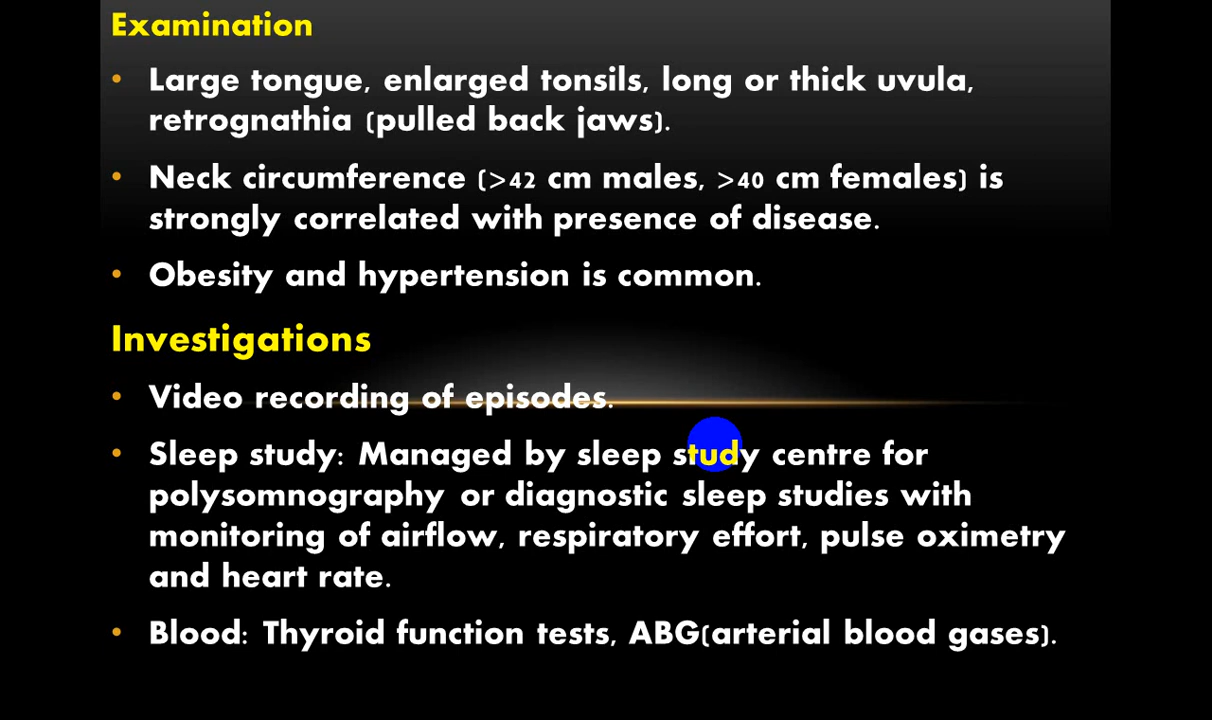 Examination
• Large tongue, enlarged tonsils, long or thick uvula,
retrognathia (pulled back jaws).
• Neck circumference (>42 cm males, >40 cm females) is
strongly correlated with presence of disease.
• Obesity and hypertension is common.
Investigations
• Video recording of episodes.
• Sleep study: Managed by sleep study centre for
polysomnography or diagnostic sleep studies with
monitoring of airflow, respiratory effort, pulse oximetry
and heart rate.
• Blood: Thyroid function tests, ABG(arterial blood gases).